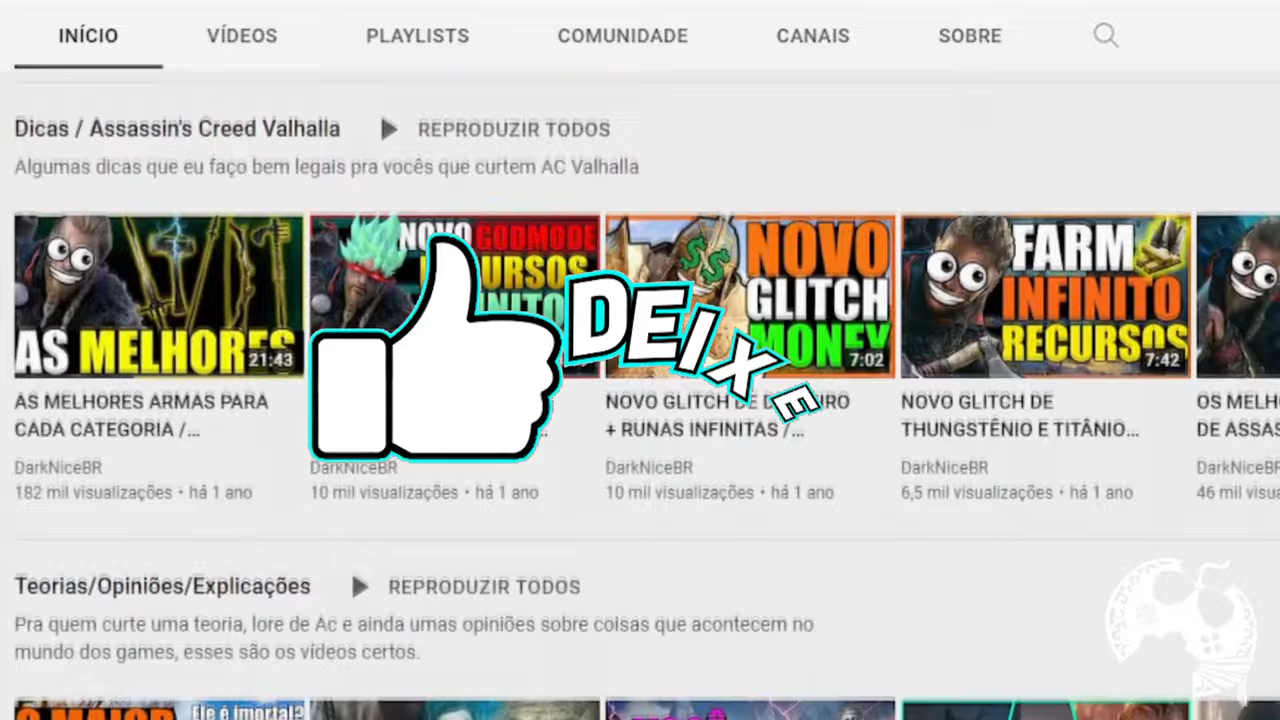 INÍCIO VÍDEOS PLAYLISTS COMUNIDADE CANAIS SOBRE
Dicas / Assassin's Creed Valhalla REPRODUZIR TODOS
Algumas dicas que eu faço bem legais pra vocês que curtem AC Valhalla
AS MELHORES
21:43
NOVO GODMODE
NOVO
GLITCH
MONEY
7:02
FARM
INFINITO
RECURSOS
7:42
DEIXE
AS MELHORES ARMAS PARA
CADA CATEGORIA /...
DarkNiceBR
182 mil visualizações • há 1 ano
DarkNiceBR
10 mil visualizações • há 1 ano
NOVO GLITCH DE
+ RUNAS INFINITAS /...
DarkNiceBR
10 mil visualizações • há 1 ano
NOVO GLITCH DE
THUNGSTÊNIO E TITÂNIO...
DarkNiceBR
6,5 mil visualizações • há 1 ano
OS
DE
46 mil
Teorias/Opiniões/Explicações REPRODUZIR TODOS
Pra quem curte uma teoria, lore de Ac e ainda umas opiniões sobre coisas que acontecem no
mundo dos games, esses são os vídeos certos.
O MAIOR
Ele é imortal?
VOCÊ